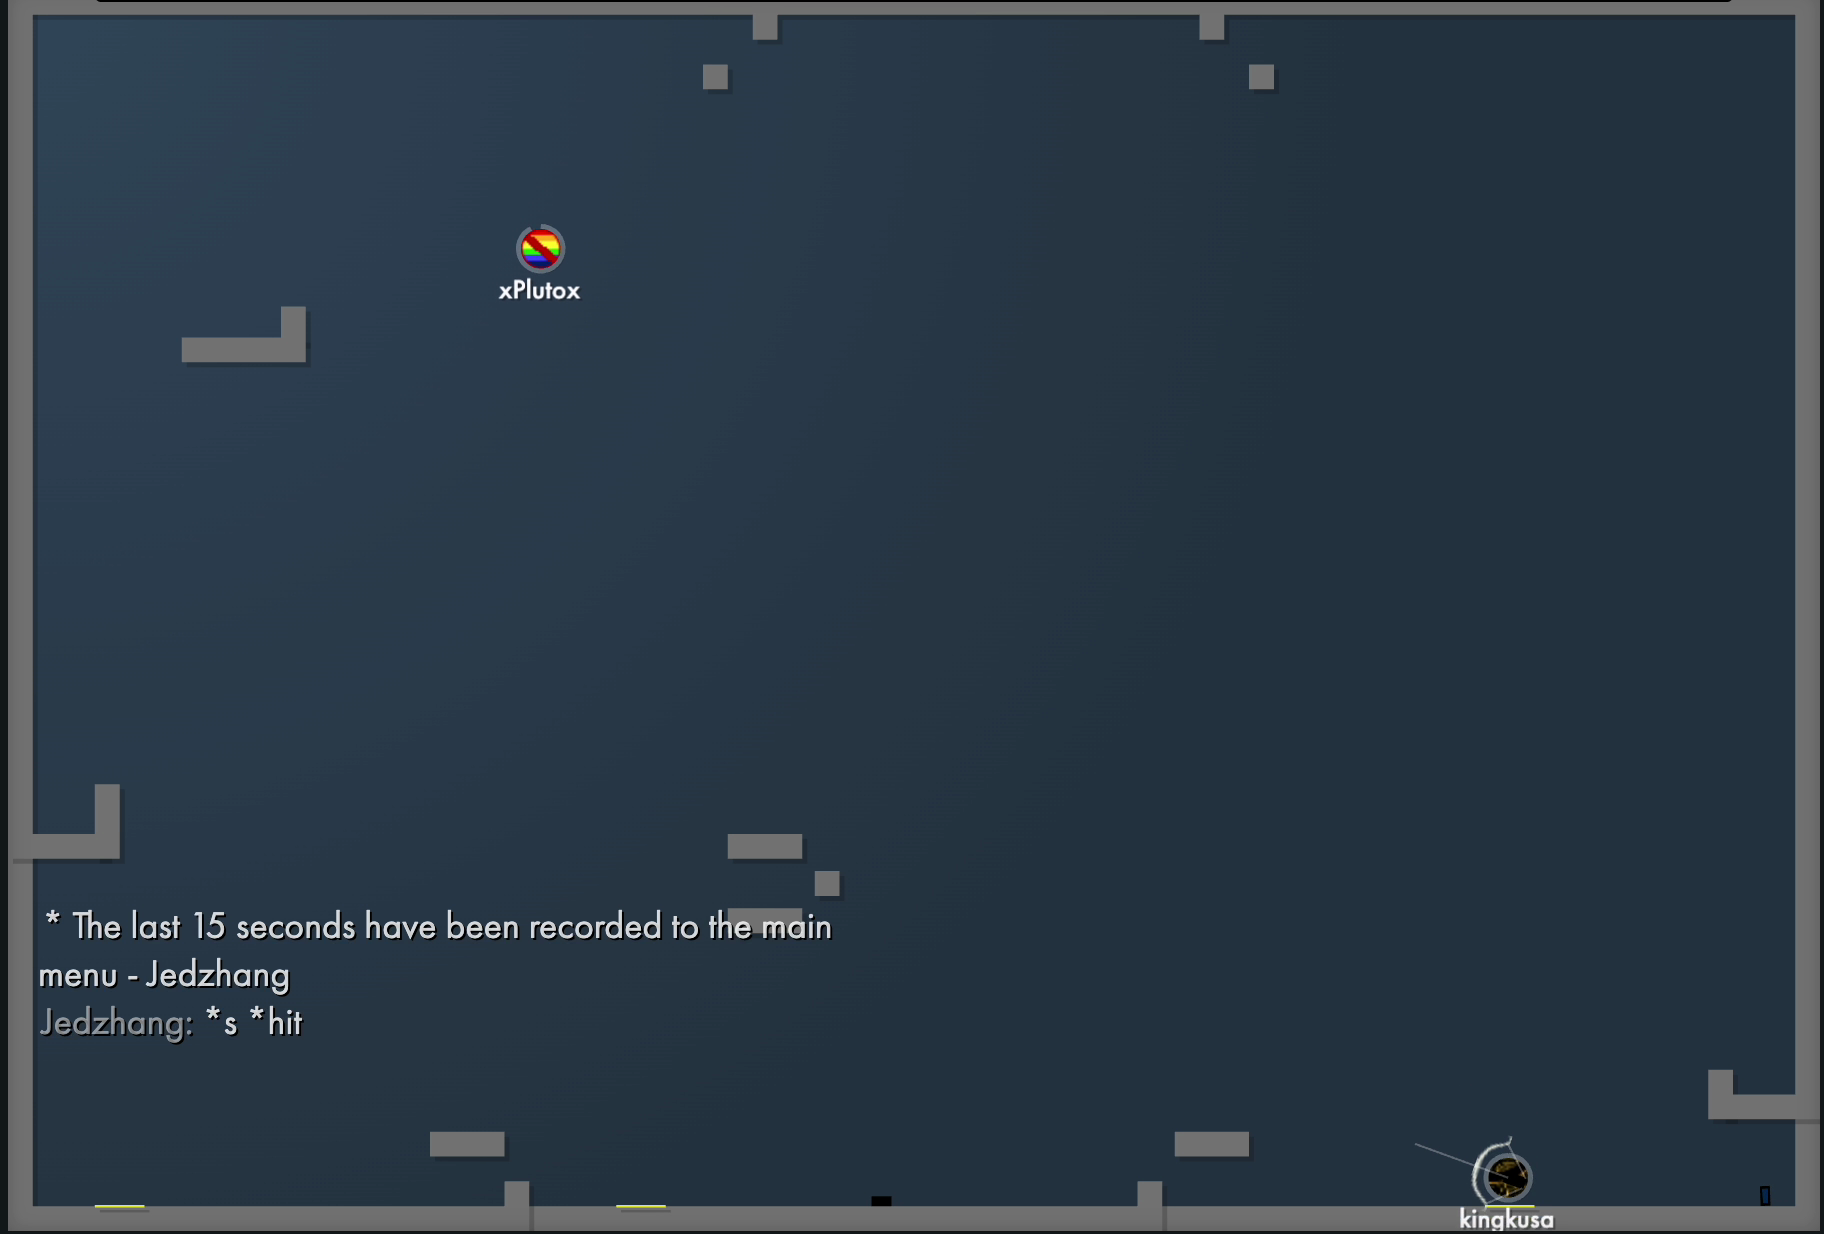 xPlutox
* The last 15 seconds have been recorded to the main
menu - Jedzhang
Jedzhang: *s *hit
kingkusa